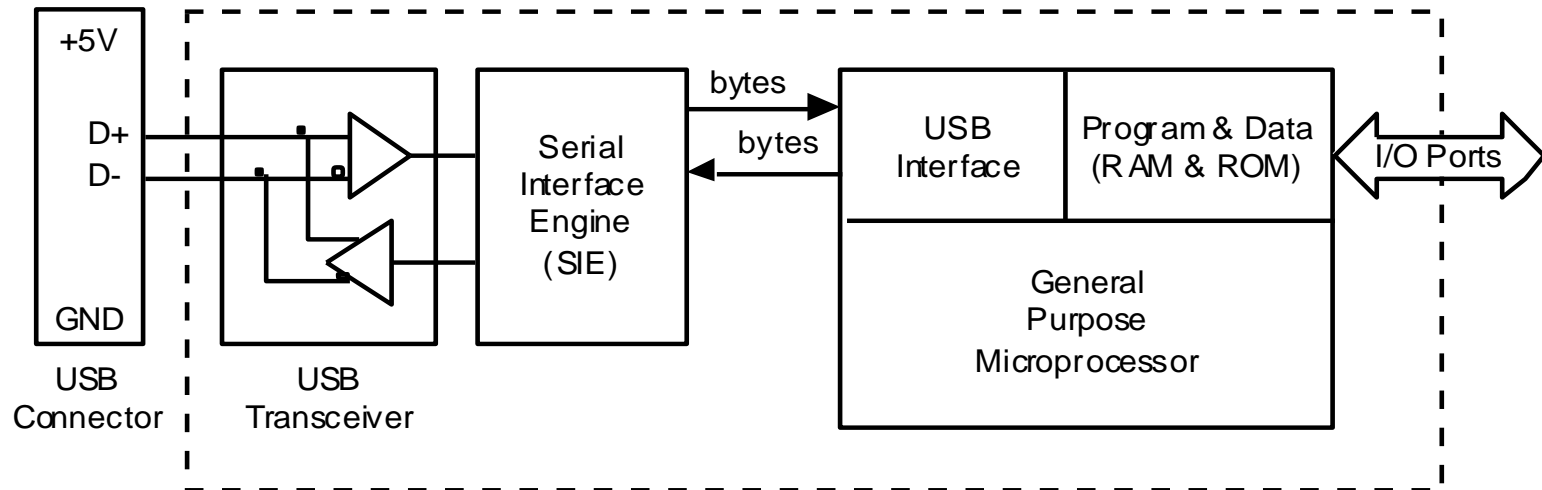 +5V
D+
D-
GND
USB
Connector
USB
Transceiver
Serial
Interface
Engine
(SIE)
bytes
bytes
USB
Interface
Program & Data
(RAM & ROM)
General
Purpose
Microprocessor
I/O Ports